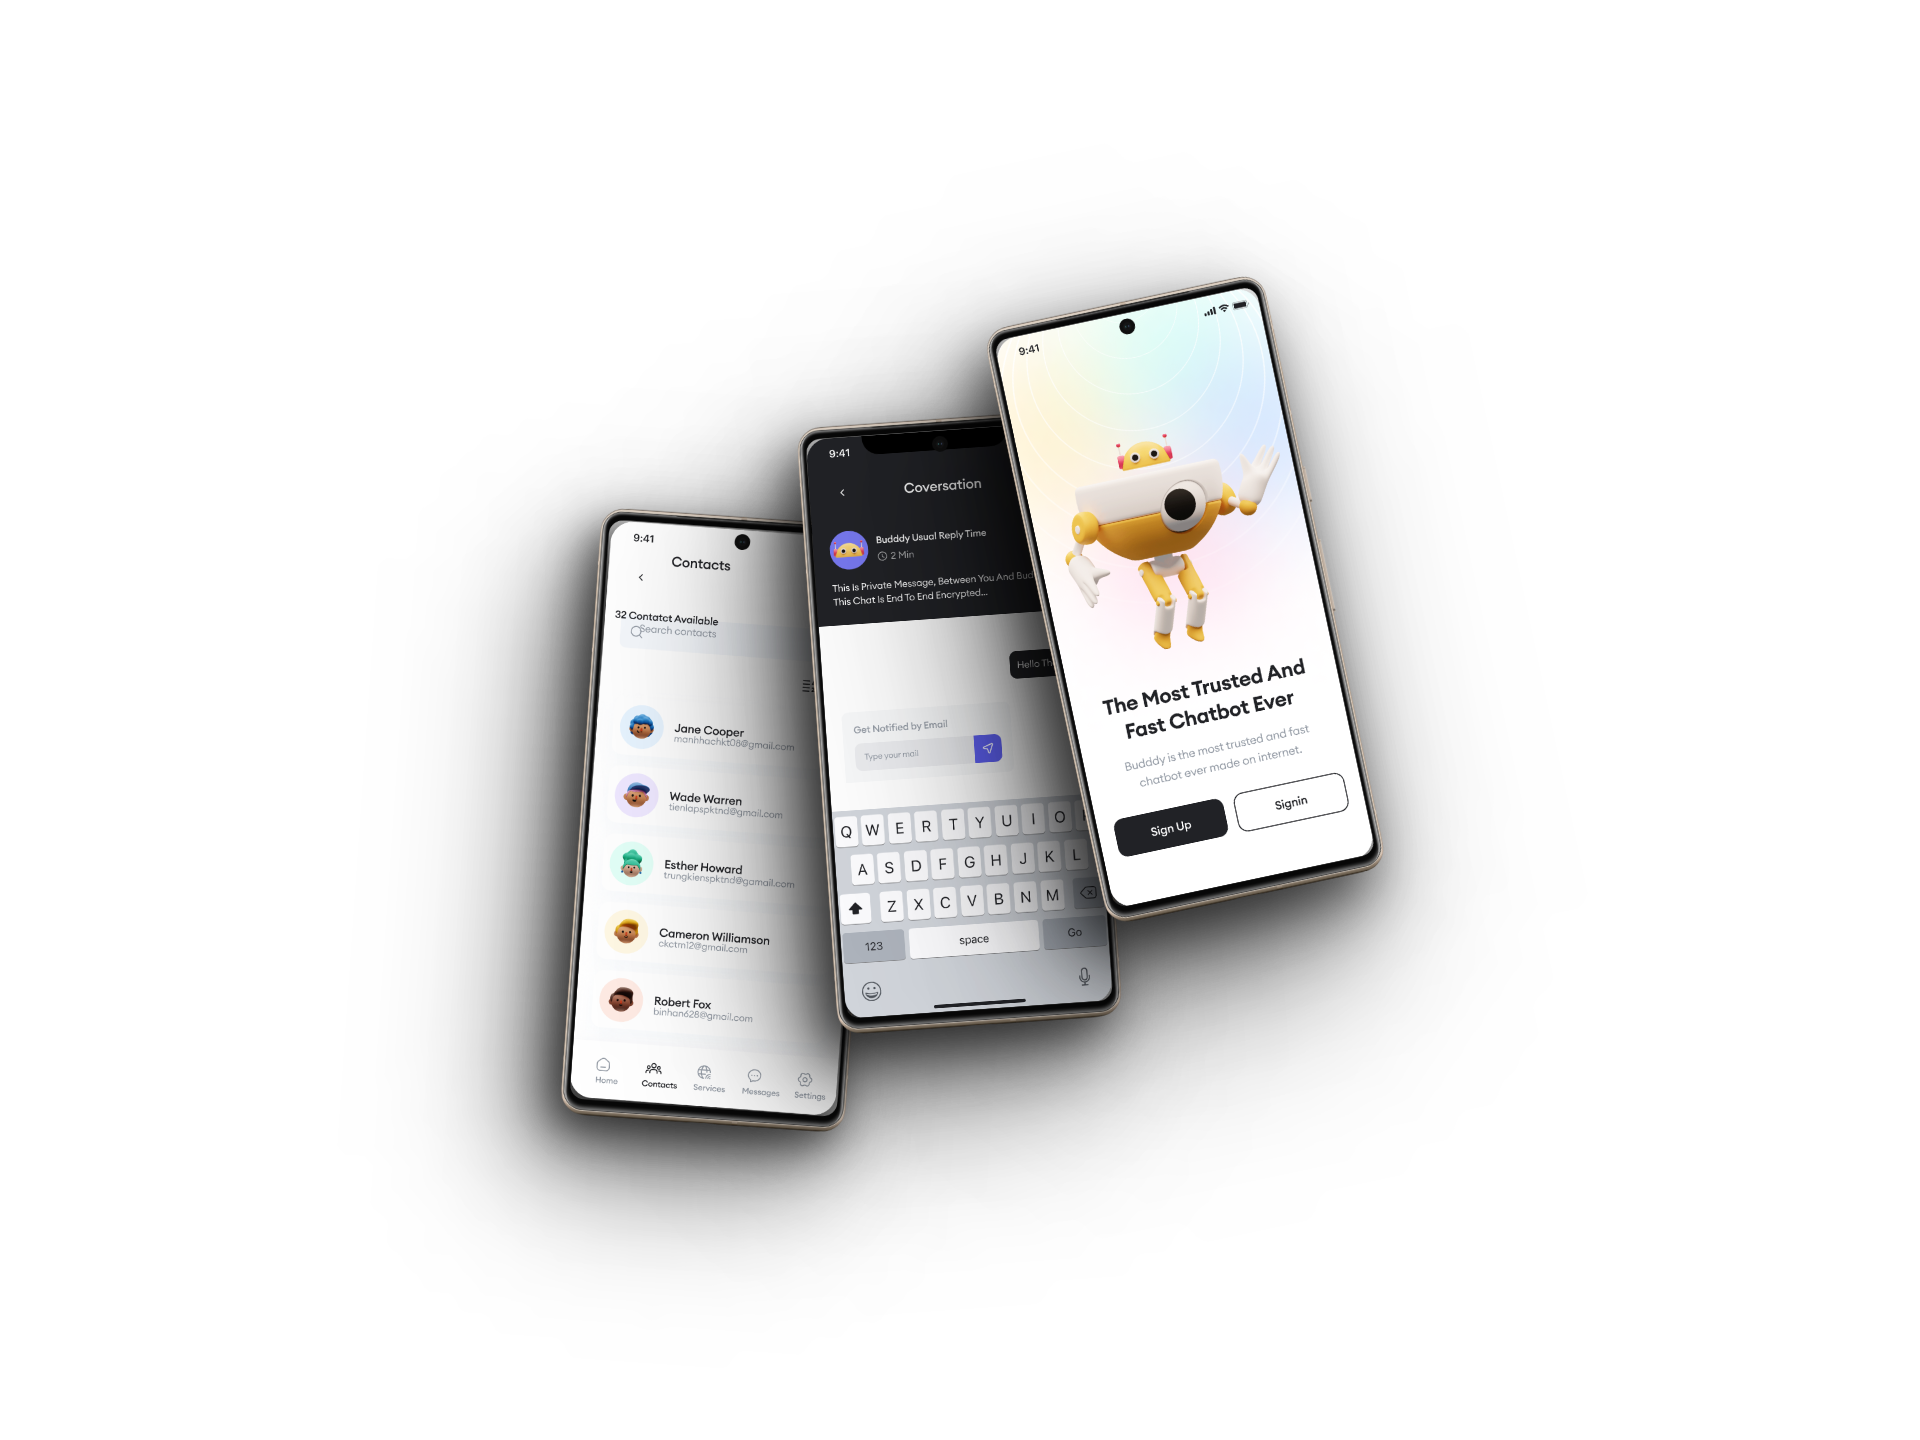 9:41
Contacts
32 Contatct Available
Search contacts
Jane Cooper
manhhachkt08@gmail.com
Wade Warren
tienlapspktnd@gmail.com
Esther Howard
trungkienspktnd@gamail.com
Cameron Williamson
ckctm12@gmail.com
Robert Fox
binhan628@gmail.com
Home
Contacts
Services
Messages
Settings
9:41
Coversation
Budddy Usual Reply Time
2 Min
This Is Private Message, Between You And Bud
This Chat Is End To End Encrypted...
Hello Th
Get Notified by Email
Type your mail
Q W E R T Y U I O
A S D F G H J K L
Z X C V B N M
123 space Go
9:41
The Most Trusted And
Fast Chatbot Ever
Budddy is the most trusted and fast
chatbot ever made on internet.
Sign Up
Signin